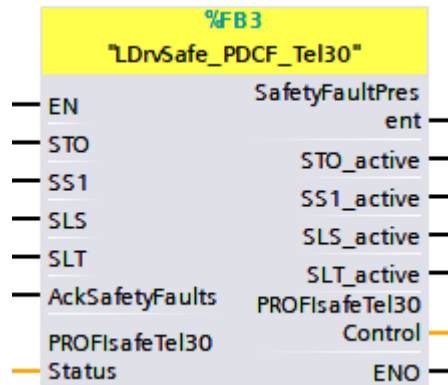 %FB3
"LDrvSafe_PDCF_Tel30"
EN
STO
SS1
SLS
SLT
AckSafetyFaults
PROFIsafeTel30
Status
SafetyFaultPres
ent
STO_active
SS1_active
SLS_active
SLT_active
PROFIsafeTel30
Control
ENO